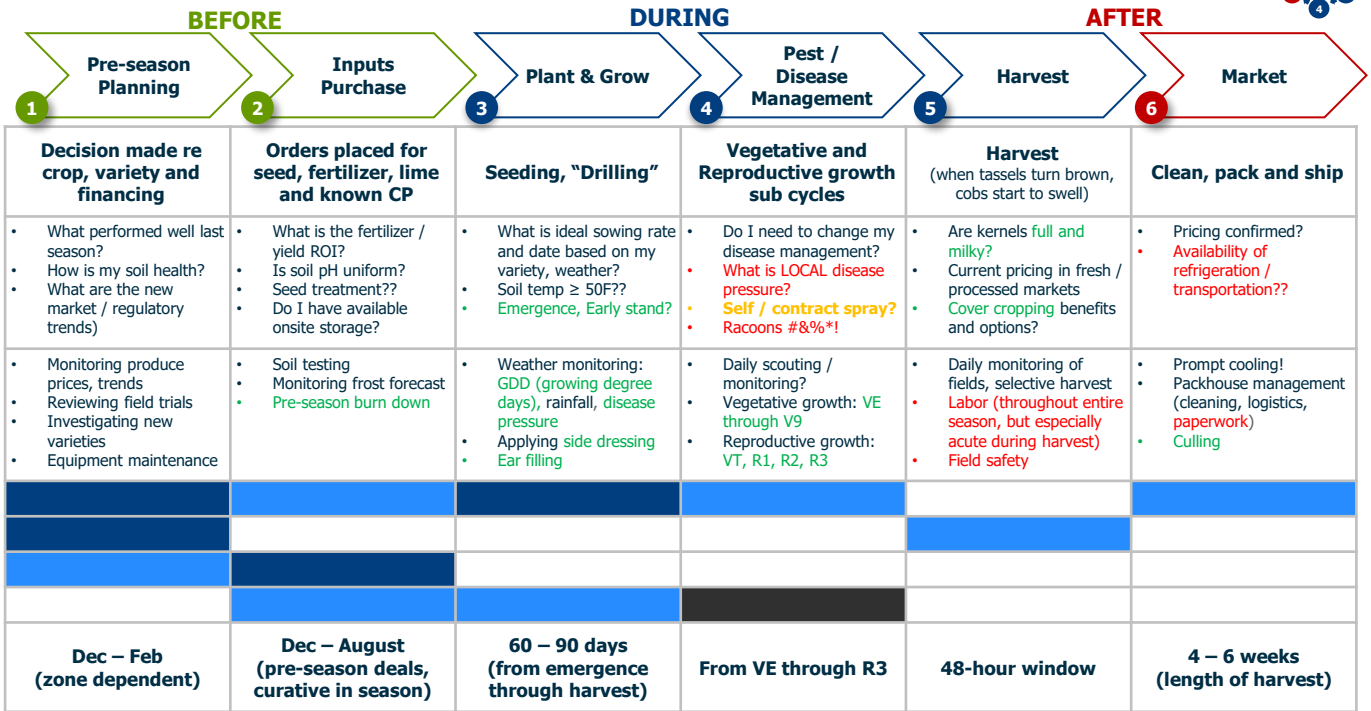 BEFORE
DURING
AFTER
4
Pre-season
Planning
1
Inputs
Purchase
2
Plant & Grow
3
Pest /
Disease
Management
4
Harvest
5
Market
6
Decision made re
crop, variety and
financing
Orders placed for
seed, fertilizer, lime
and known CP
Seeding, “Drilling”
Vegetative and
Reproductive growth
sub cycles
Harvest
(when tassels turn brown,
cobs start to swell)
Clean, pack and ship
• What performed well last
season?
• How is my soil health?
• What are the new
market / regulatory
trends)
• What is the fertilizer /
yield ROI?
• Is soil pH uniform?
• Seed treatment??
• Do I have available
onsite storage?
• What is ideal sowing rate
and date based on my
variety, weather?
• Soil temp ≥ 50F??
• Emergence, Early stand?
• Do I need to change my
disease management?
• What is LOCAL disease
pressure?
• Self / contract spray?
• Racoons #&%*!
• Are kernels full and
milky?
• Current pricing in fresh /
processed markets
• Cover cropping benefits
and options?
• Pricing confirmed?
• Availability of
refrigeration /
transportation??
• Monitoring produce
prices, trends
• Reviewing field trials
• Investigating new
varieties
• Equipment maintenance
• Soil testing
• Monitoring frost forecast
• Pre-season burn down
• Weather monitoring:
GDD (growing degree
days), rainfall, disease
pressure
• Applying side dressing
• Ear filling
• Daily scouting /
monitoring?
• Vegetative growth: VE
through V9
• Reproductive growth:
VT, R1, R2, R3
• Daily monitoring of
fields, selective harvest
• Labor (throughout entire
season, but especially
acute during harvest)
• Field safety
• Prompt cooling!
• Packhouse management
(cleaning, logistics,
paperwork)
• Culling
Dec – Feb
(zone dependent)
Dec – August
(pre-season deals,
curative in season)
60 – 90 days
(from emergence
through harvest)
From VE through R3
48-hour window
4 – 6 weeks
(length of harvest)